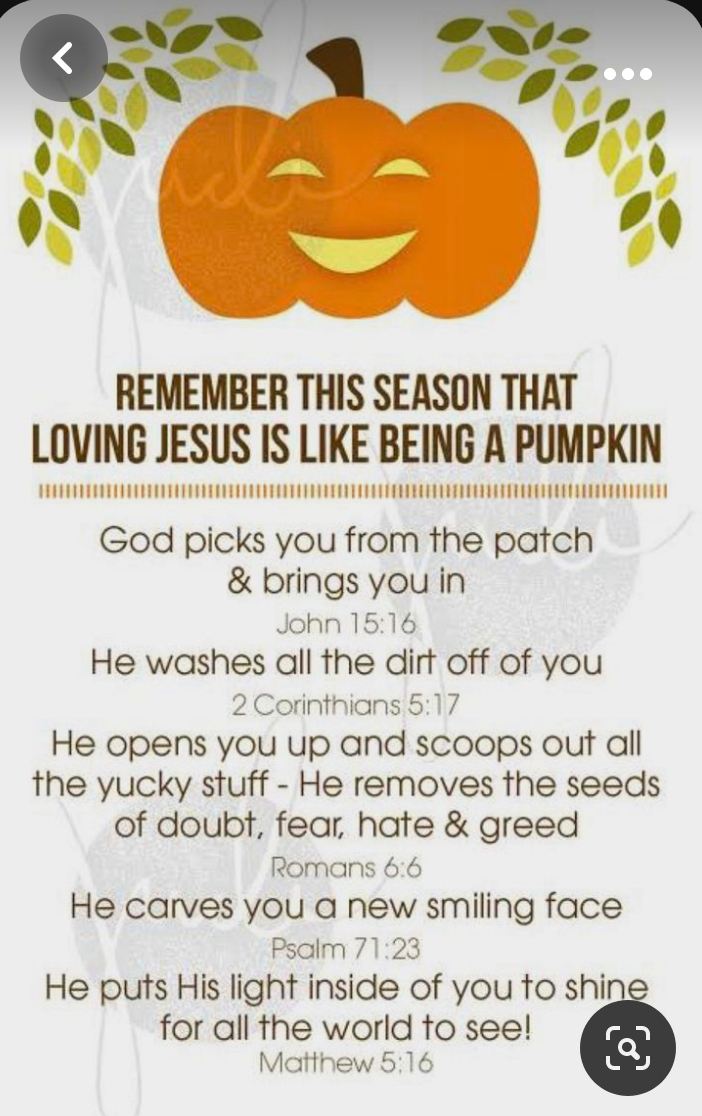 REMEMBER THIS SEASON THAT
LOVING JESUS IS LIKE BEING A PUMPKIN
God picks you from the patch
& brings you in
John 15:16
He washes all the dirt off of you
2 Corinthians 5:17
He opens you up and scoops out all
the yucky stuff - He removes the seeds
of doubt, fear, hate & greed
Romans 6:6
He carves you a new smiling face
Psalm 71:23
He puts His light inside of you to shine
for all the world to see!
Matthew 5:16